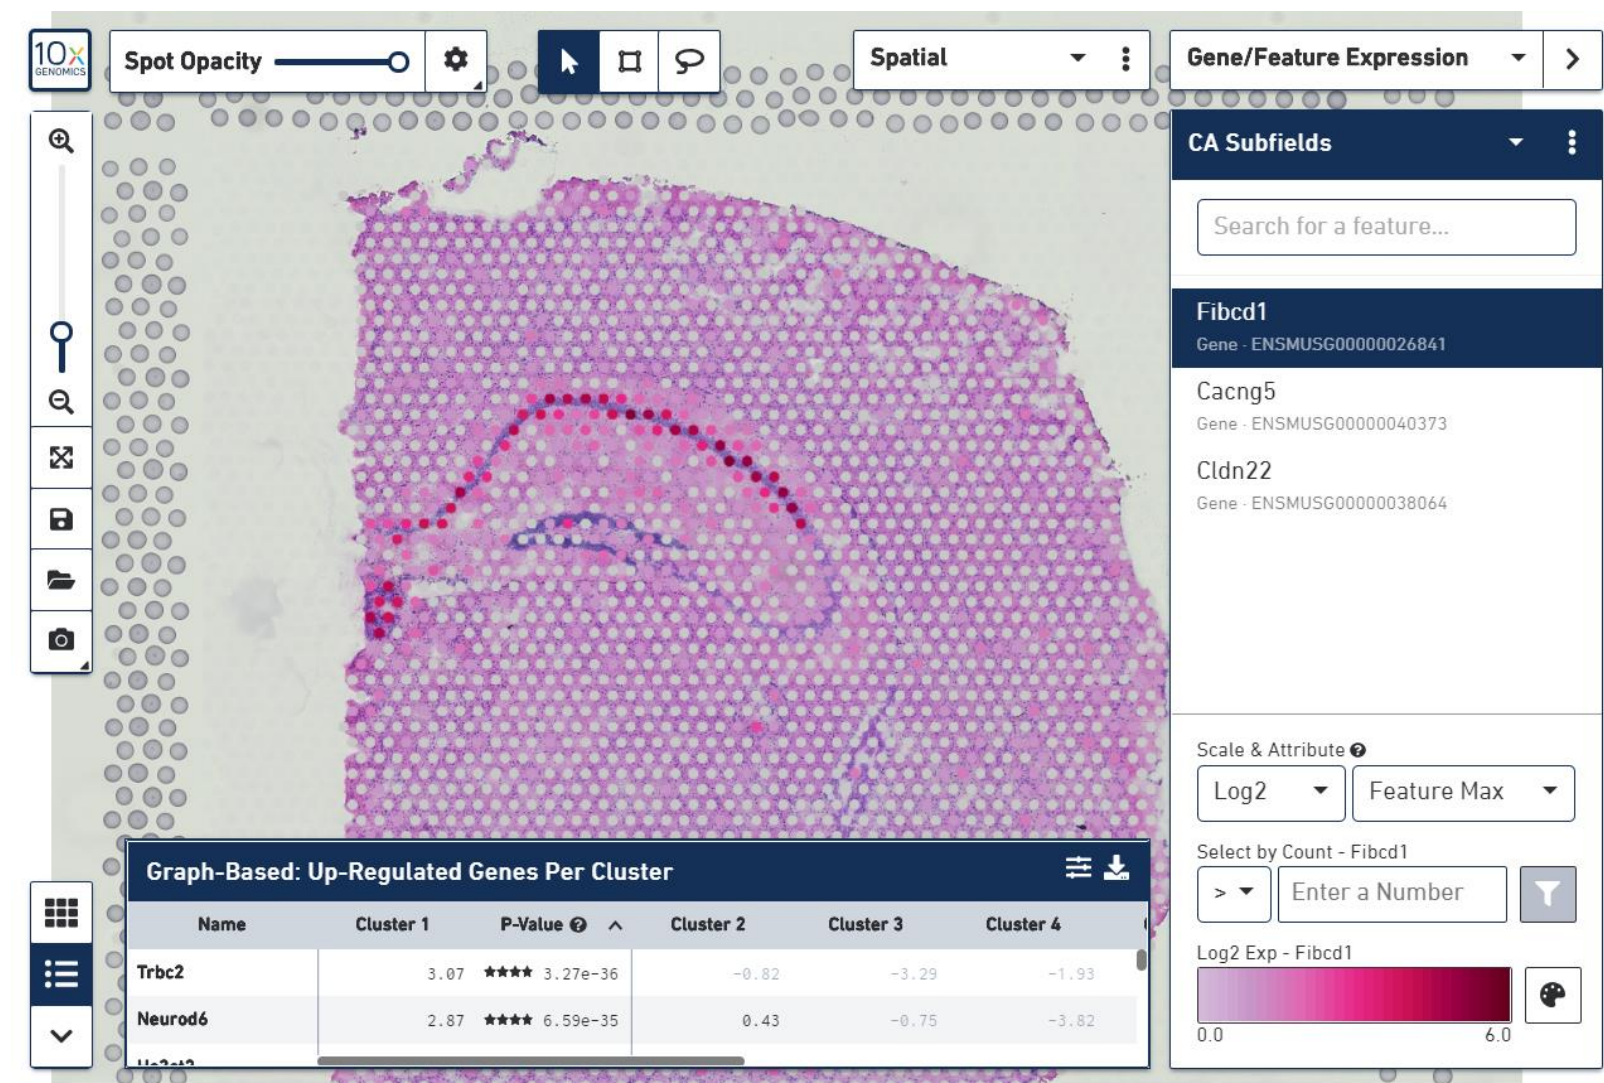 10x
GENOMICS
Spot Opacity
Spatial
Gene/Feature Expression
CA Subfields
Search for a feature...
Fibcd1
Gene · ENSMUSG00000026841
Cacng5
Gene · ENSMUSG00000040373
Cldn22
Gene · ENSMUSG00000038064
Scale & Attribute ?
Log2 Feature Max
Select by Count - Fibcd1
> Enter a Number
Log2 Exp - Fibcd1
0.0 6.0
Graph-Based: Up-Regulated Genes Per Cluster
Name Cluster 1 P-Value ? Cluster 2 Cluster 3 Cluster 4
Trbc2 3.07 ★★★★ 3.27e-36 -0.82 -3.29 -1.93
Neurod6 2.87 ★★★★ 6.59e-35 0.43 -0.75 -3.82